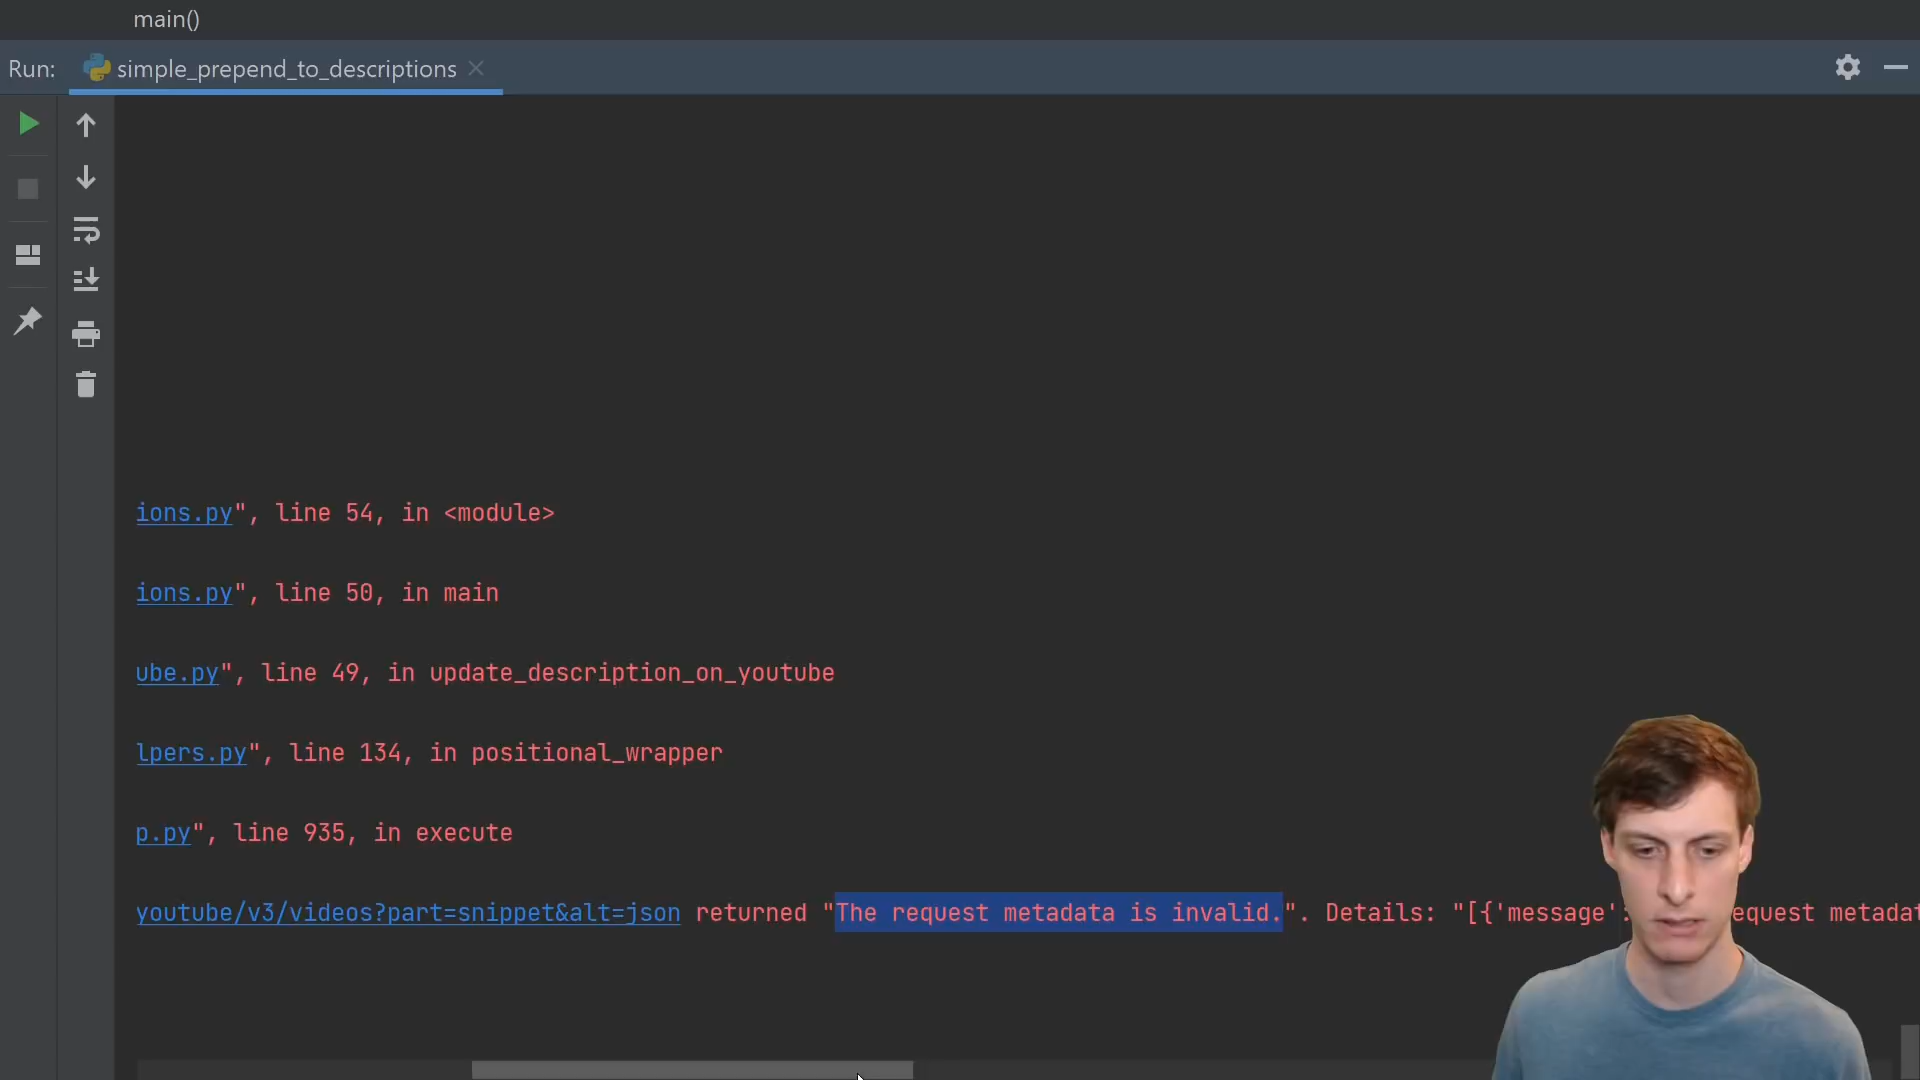 main()
Run: simple_prepend_to_descriptions
ions.py", line 54, in <module>
ions.py", line 50, in main
ube.py", line 49, in update_description_on_youtube
lpers.py", line 134, in positional_wrapper
p.py", line 935, in execute
youtube/v3/videos?part=snippet&alt=json returned "The request metadata is invalid.". Details: "[{'message': equest metadat